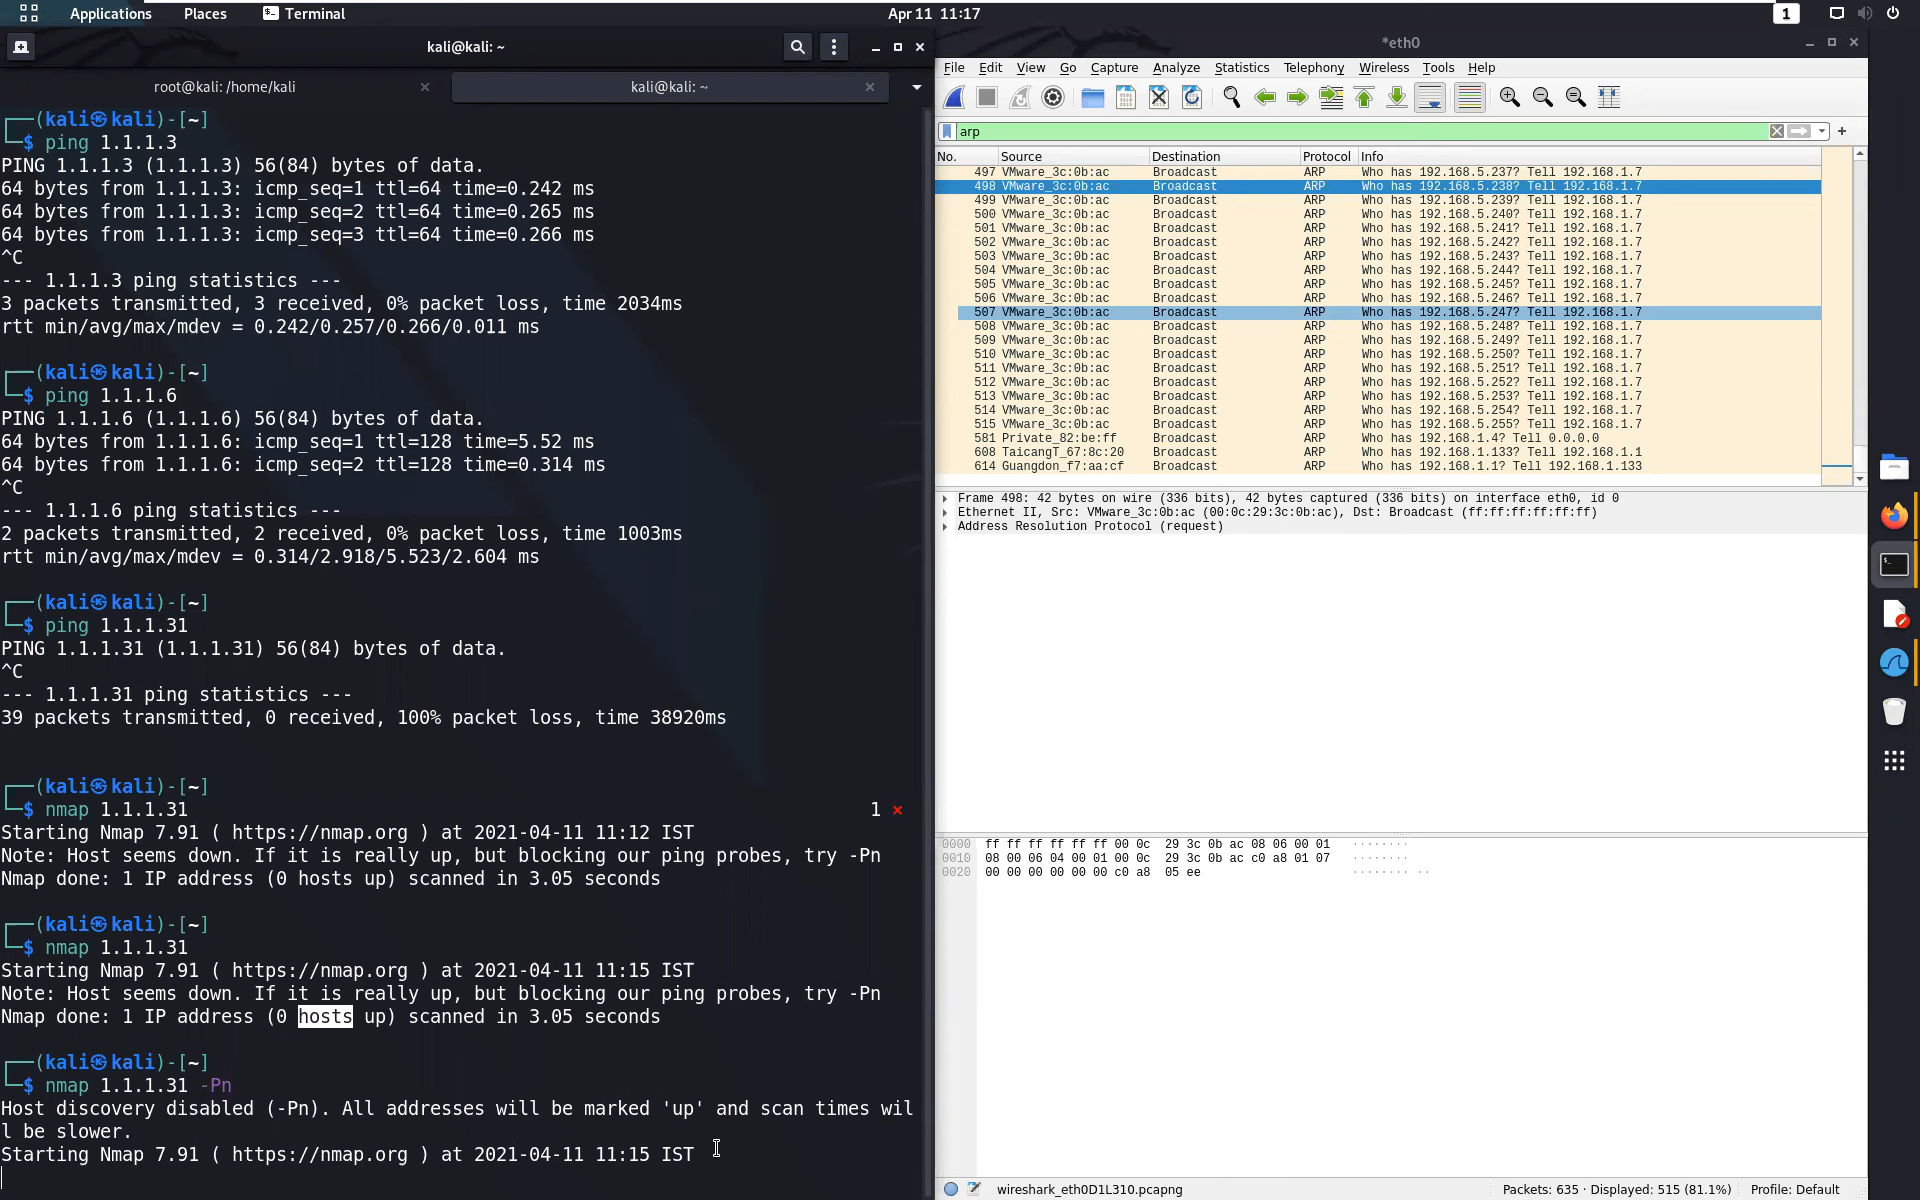 Applications Places Terminal Apr 11 11:17 1
kali@kali: ~
root@kali: /home/kali kali@kali: ~
(kali㉿kali)-[~]
$ ping 1.1.1.3
PING 1.1.1.3 (1.1.1.3) 56(84) bytes of data.
64 bytes from 1.1.1.3: icmp_seq=1 ttl=64 time=0.242 ms
64 bytes from 1.1.1.3: icmp_seq=2 ttl=64 time=0.265 ms
64 bytes from 1.1.1.3: icmp_seq=3 ttl=64 time=0.266 ms
^C
--- 1.1.1.3 ping statistics ---
3 packets transmitted, 3 received, 0% packet loss, time 2034ms
rtt min/avg/max/mdev = 0.242/0.257/0.266/0.011 ms
(kali㉿kali)-[~]
$ ping 1.1.1.6
PING 1.1.1.6 (1.1.1.6) 56(84) bytes of data.
64 bytes from 1.1.1.6: icmp_seq=1 ttl=128 time=5.52 ms
64 bytes from 1.1.1.6: icmp_seq=2 ttl=128 time=0.314 ms
^C
--- 1.1.1.6 ping statistics ---
2 packets transmitted, 2 received, 0% packet loss, time 1003ms
rtt min/avg/max/mdev = 0.314/2.918/5.523/2.604 ms
(kali㉿kali)-[~]
$ ping 1.1.1.31
PING 1.1.1.31 (1.1.1.31) 56(84) bytes of data.
^C
--- 1.1.1.31 ping statistics ---
39 packets transmitted, 0 received, 100% packet loss, time 38920ms
(kali㉿kali)-[~]
$ nmap 1.1.1.31 1 ×
Starting Nmap 7.91 ( https://nmap.org ) at 2021-04-11 11:12 IST
Note: Host seems down. If it is really up, but blocking our ping probes, try -Pn
Nmap done: 1 IP address (0 hosts up) scanned in 3.05 seconds
(kali㉿kali)-[~]
$ nmap 1.1.1.31
Starting Nmap 7.91 ( https://nmap.org ) at 2021-04-11 11:15 IST
Note: Host seems down. If it is really up, but blocking our ping probes, try -Pn
Nmap done: 1 IP address (0 hosts up) scanned in 3.05 seconds
(kali㉿kali)-[~]
$ nmap 1.1.1.31 -Pn
Host discovery disabled (-Pn). All addresses will be marked 'up' and scan times wil
l be slower.
Starting Nmap 7.91 ( https://nmap.org ) at 2021-04-11 11:15 IST
*eth0
File Edit View Go Capture Analyze Statistics Telephony Wireless Tools Help
arp
No. Source Destination Protocol Info
497 VMware_3c:0b:ac Broadcast ARP Who has 192.168.5.237? Tell 192.168.1.7
498 VMware_3c:0b:ac Broadcast ARP Who has 192.168.5.238? Tell 192.168.1.7
499 VMware_3c:0b:ac Broadcast ARP Who has 192.168.5.239? Tell 192.168.1.7
500 VMware_3c:0b:ac Broadcast ARP Who has 192.168.5.240? Tell 192.168.1.7
501 VMware_3c:0b:ac Broadcast ARP Who has 192.168.5.241? Tell 192.168.1.7
502 VMware_3c:0b:ac Broadcast ARP Who has 192.168.5.242? Tell 192.168.1.7
503 VMware_3c:0b:ac Broadcast ARP Who has 192.168.5.243? Tell 192.168.1.7
504 VMware_3c:0b:ac Broadcast ARP Who has 192.168.5.244? Tell 192.168.1.7
505 VMware_3c:0b:ac Broadcast ARP Who has 192.168.5.245? Tell 192.168.1.7
506 VMware_3c:0b:ac Broadcast ARP Who has 192.168.5.246? Tell 192.168.1.7
507 VMware_3c:0b:ac Broadcast ARP Who has 192.168.5.247? Tell 192.168.1.7
508 VMware_3c:0b:ac Broadcast ARP Who has 192.168.5.248? Tell 192.168.1.7
509 VMware_3c:0b:ac Broadcast ARP Who has 192.168.5.249? Tell 192.168.1.7
510 VMware_3c:0b:ac Broadcast ARP Who has 192.168.5.250? Tell 192.168.1.7
511 VMware_3c:0b:ac Broadcast ARP Who has 192.168.5.251? Tell 192.168.1.7
512 VMware_3c:0b:ac Broadcast ARP Who has 192.168.5.252? Tell 192.168.1.7
513 VMware_3c:0b:ac Broadcast ARP Who has 192.168.5.253? Tell 192.168.1.7
514 VMware_3c:0b:ac Broadcast ARP Who has 192.168.5.254? Tell 192.168.1.7
515 VMware_3c:0b:ac Broadcast ARP Who has 192.168.5.255? Tell 192.168.1.7
581 Private_82:be:ff Broadcast ARP Who has 192.168.1.4? Tell 0.0.0.0
608 TaicangT_67:8c:20 Broadcast ARP Who has 192.168.1.133? Tell 192.168.1.1
614 Guangdon_f7:aa:cf Broadcast ARP Who has 192.168.1.1? Tell 192.168.1.133
Frame 498: 42 bytes on wire (336 bits), 42 bytes captured (336 bits) on interface eth0, id 0
Ethernet II, Src: VMware_3c:0b:ac (00:0c:29:3c:0b:ac), Dst: Broadcast (ff:ff:ff:ff:ff:ff)
Address Resolution Protocol (request)
0000 ff ff ff ff ff ff 00 0c 29 3c 0b ac 08 06 00 01 ········
0010 08 00 06 04 00 01 00 0c 29 3c 0b ac c0 a8 01 07 ········
0020 00 00 00 00 00 00 c0 a8 05 ee ········ ··
wireshark_eth0D1L310.pcapng Packets: 635 · Displayed: 515 (81.1%) Profile: Default